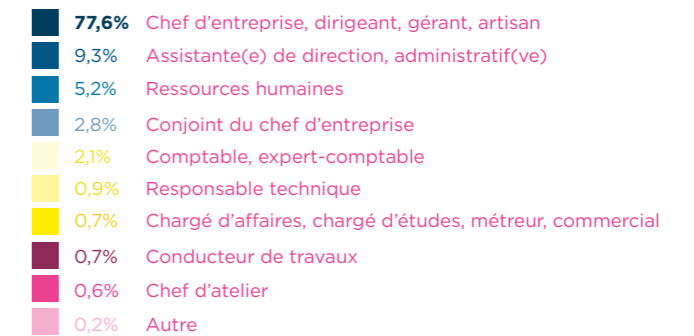 77,6% Chef d’entreprise, dirigeant, gérant, artisan
9,3% Assistante(e) de direction, administratif(ve)
5,2% Ressources humaines
2,8% Conjoint du chef d’entreprise
2,1% Comptable, expert-comptable
0,9% Responsable technique
0,7% Chargé d’affaires, chargé d’études, métreur, commercial
0,7% Conducteur de travaux
0,6% Chef d’atelier
0,2% Autre